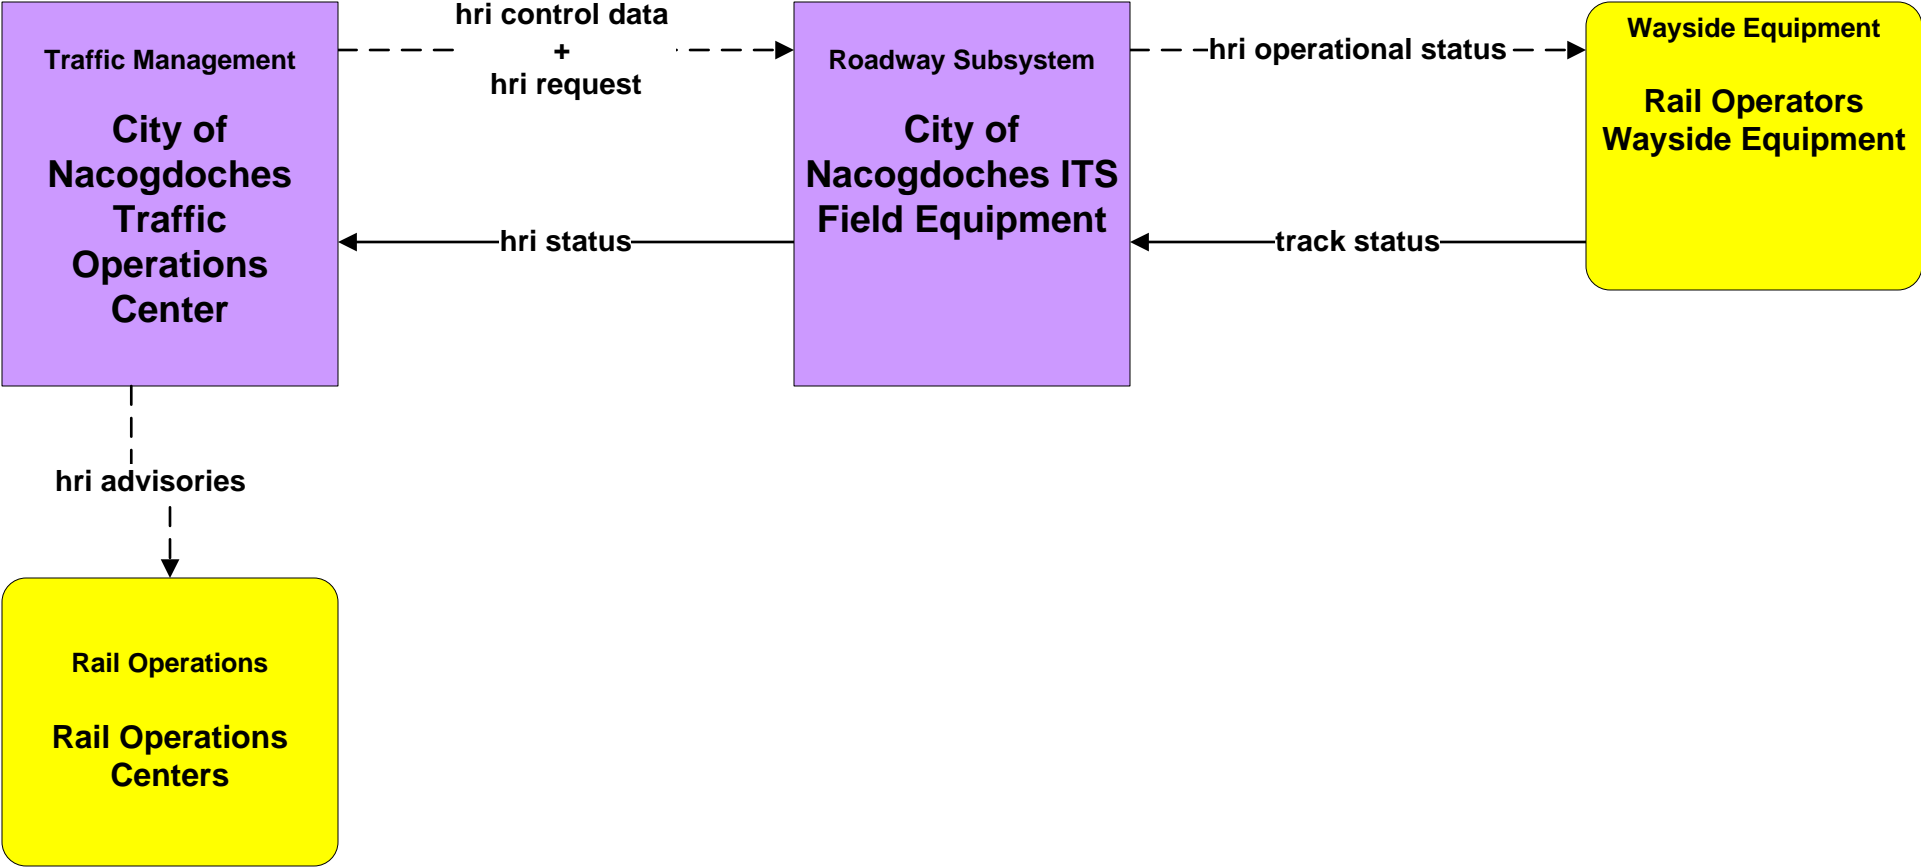 Traffic Management
City of
Nacogdoches
Traffic
Operations
Center
hri control data
+
hri request
hri status
Roadway Subsystem
City of
Nacogdoches ITS
Field Equipment
hri operational status
track status
Wayside Equipment
Rail Operators
Wayside Equipment
hri advisories
Rail Operations
Rail Operations
Centers